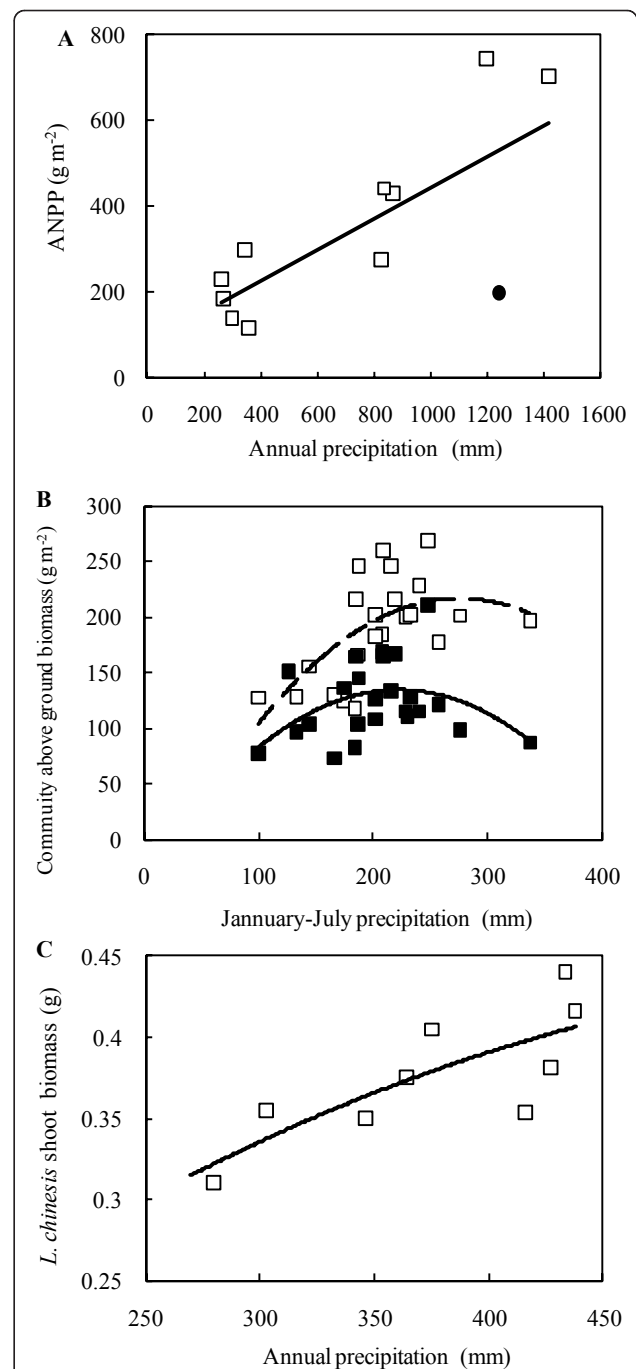 A
800
600
400
200
0
ANPP (g m-2)
0 200 400 600 800 1000 1200 1400 1600
Annual precipitation (mm)
B
300
250
200
150
100
50
0
Commuity above ground biomass (g m-2)
0 100 200 300 400
Jannuary-July precipitation (mm)
C
0.45
0.4
0.35
0.3
0.25
L. chinesis shoot biomass (g)
250 300 350 400 450
Annual precipitation (mm)